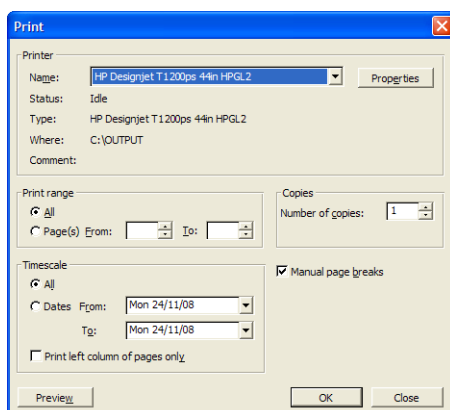 Print
Printer
Name: HP Designjet T1200ps 44in HPGL2 Properties
Status: Idle
Type: HP Designjet T1200ps 44in HPGL2
Where: C:\OUTPUT
Comment:
Print range
All
Page(s) From: To:
Copies
Number of copies: 1
Timescale
All
Dates From: Mon 24/11/08
To: Mon 24/11/08
Print left column of pages only
Manual page breaks
Preview OK Close